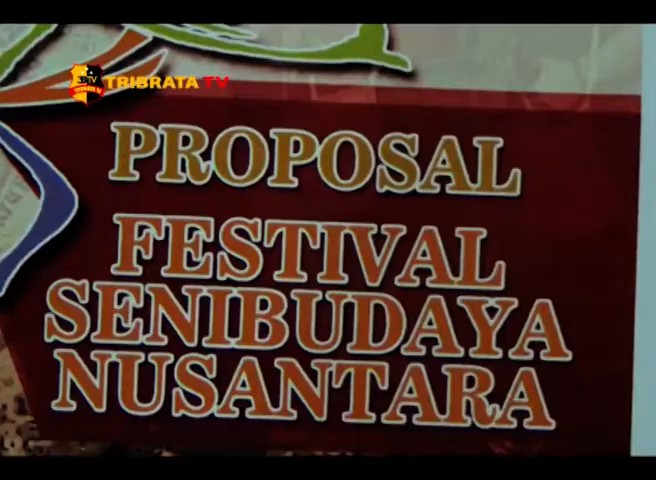 TRIBRATA TV
PROPOSAL
FESTIVAL
SENIBUDAYA
NUSANTARA